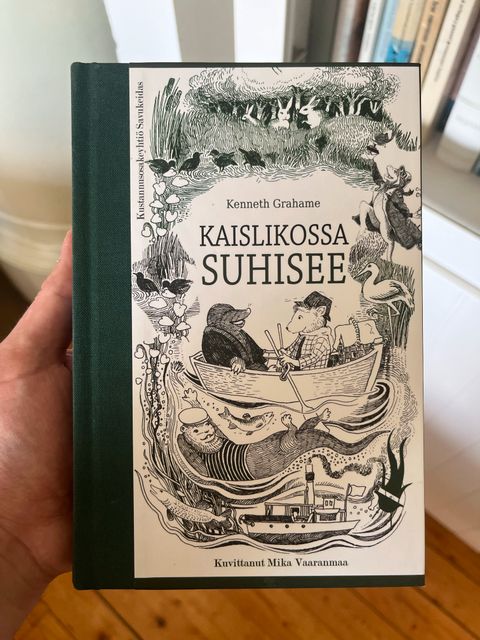 Kustannusosakeyhtiö Savukeidas
Kenneth Grahame
KAISLIKOSSA
SUHISEE
Kuvittanut Mika Vaaranmaa